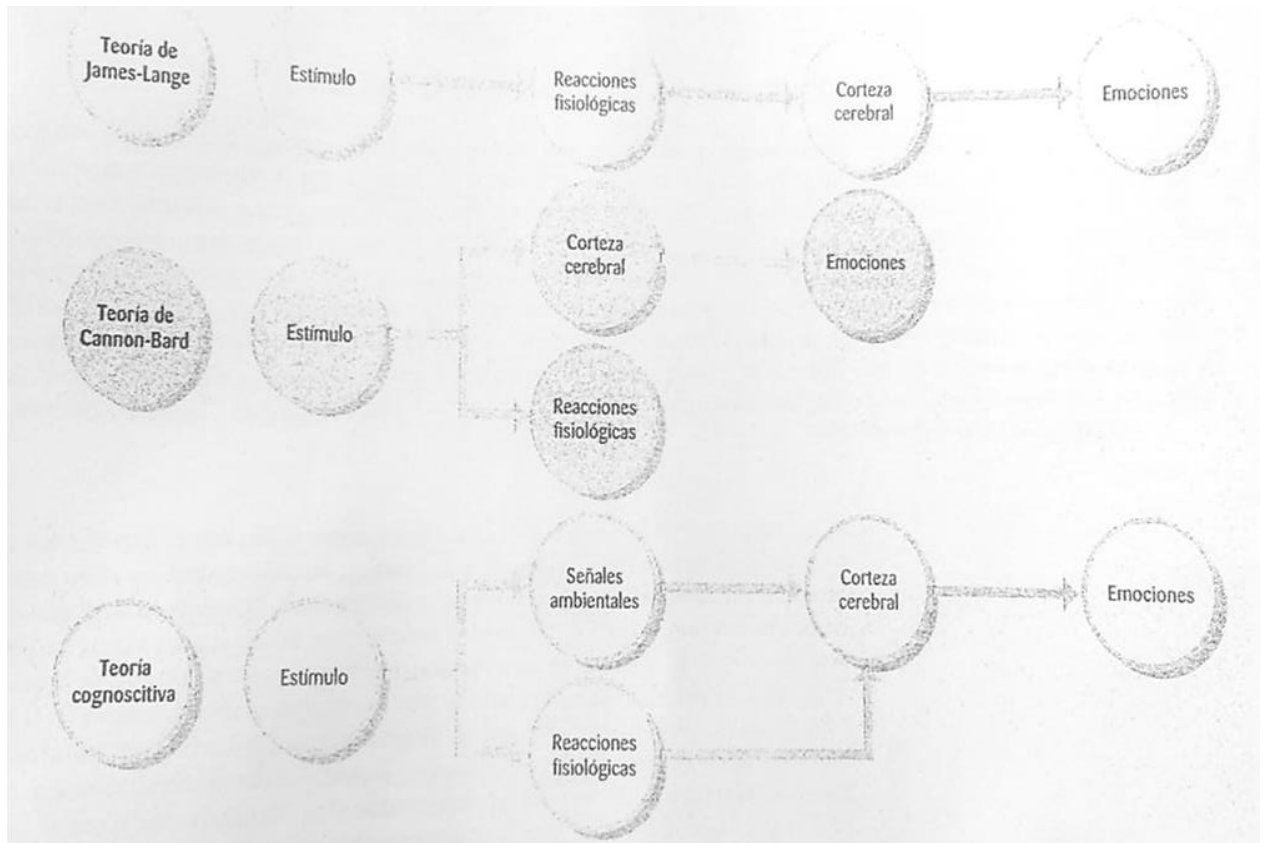 Teoría de
James-Lange
Estímulo
Reacciones
fisiológicas
Corteza
cerebral
Emociones
Teoría de
Cannon-Bard
Estímulo
Corteza
cerebral
Emociones
Reacciones
fisiológicas
Teoría
cognoscitiva
Estímulo
Señales
ambientales
Corteza
cerebral
Emociones
Reacciones
fisiológicas